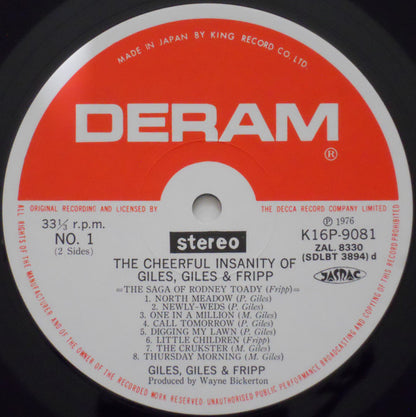 MADE IN JAPAN BY KING RECORD CO. LTD.
DERAM
®
ORIGINAL RECORDING AND LICENSED BY THE DECCA RECORD COMPANY LIMITED
33⅓ r.p.m.
NO. 1
(2 Sides)
stereo
Ⓟ 1976
K16P-9081
ZAL. 8330
(SDLBT 3894) d
JASRAC
THE CHEERFUL INSANITY OF
GILES, GILES & FRIPP
=THE SAGA OF RODNEY TOADY (Fripp)=
1. NORTH MEADOW (P. Giles)
2. NEWLY-WEDS (P. Giles)
3. ONE IN A MILLION (M. Giles)
4. CALL TOMORROW (P. Giles)
5. DIGGING MY LAWN (P. Giles)
6. LITTLE CHILDREN (Fripp)
7. THE CRUKSTER (M. Giles)
8. THURSDAY MORNING (M. Giles)
GILES, GILES & FRIPP
Produced by Wayne Bickerton
ALL RIGHTS OF THE MANUFACTURER AND OF THE OWNER OF THE RECORDED WORK RESERVED. UNAUTHORISED PUBLIC PERFORMANCE BROADCASTING AND COPYING OF THIS RECORD PROHIBITED